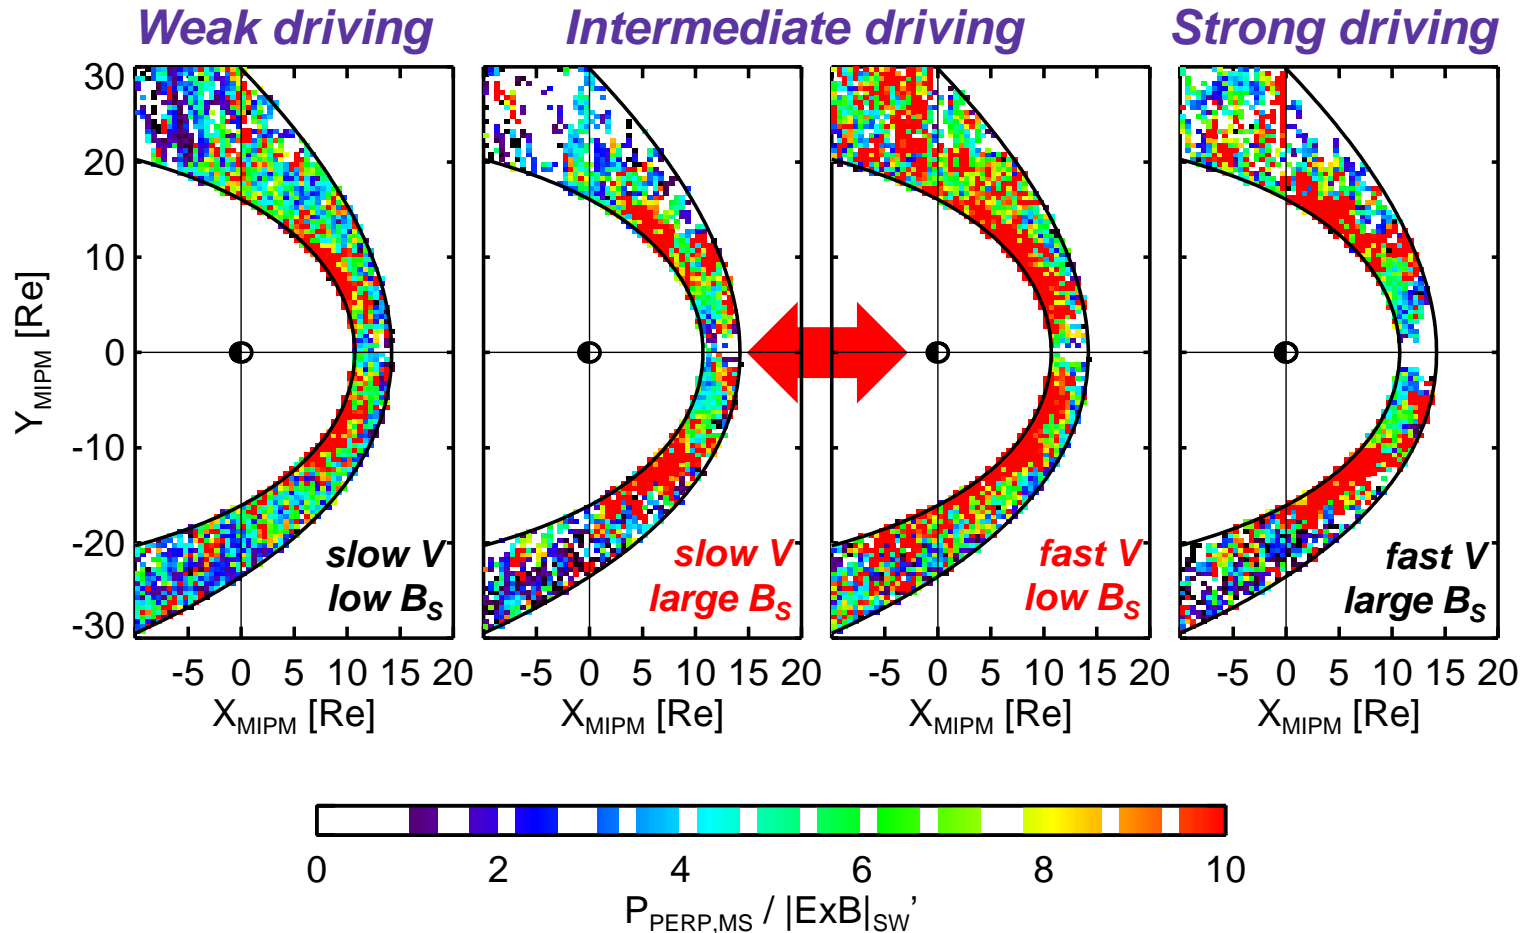 Weak driving Intermediate driving Strong driving
30
20
10
0
-10
-20
-30
Y_MIPM [Re]
slow V
low B_S
slow V
large B_S
fast V
low B_S
fast V
large B_S
-5 0 5 10 15 20 -5 0 5 10 15 20 -5 0 5 10 15 20 -5 0 5 10 15 20
X_MIPM [Re] X_MIPM [Re] X_MIPM [Re] X_MIPM [Re]
0 2 4 6 8 10
P_PERP,MS / |ExB|_SW'